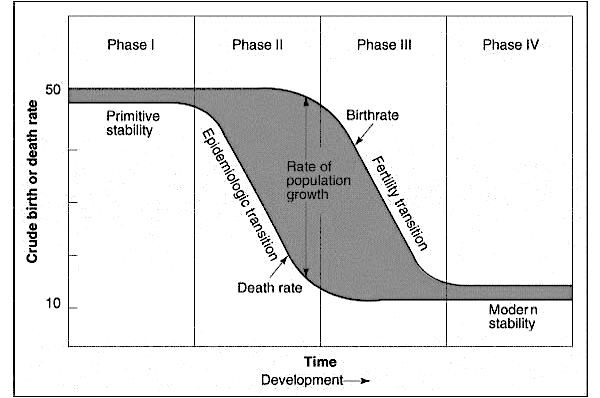 Phase I
Phase II
Phase III
Phase IV
50
Primitive
stability
Birthrate
Epidemiologic transition
Rate of
population
growth
Fertility transition
Death rate
10
Modern
stability
Crude birth or death rate
Time
Development